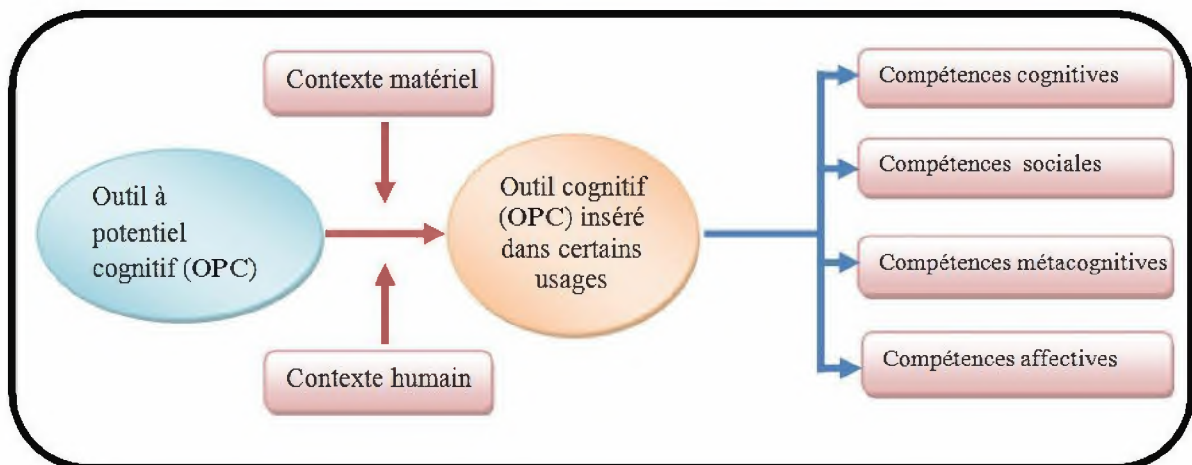 Contexte matériel
Outil à
potentiel
cognitif (OPC)
Contexte humain
Outil cognitif
(OPC) inséré
dans certains
usages
Compétences cognitives
Compétences sociales
Compétences métacognitives
Compétences affectives